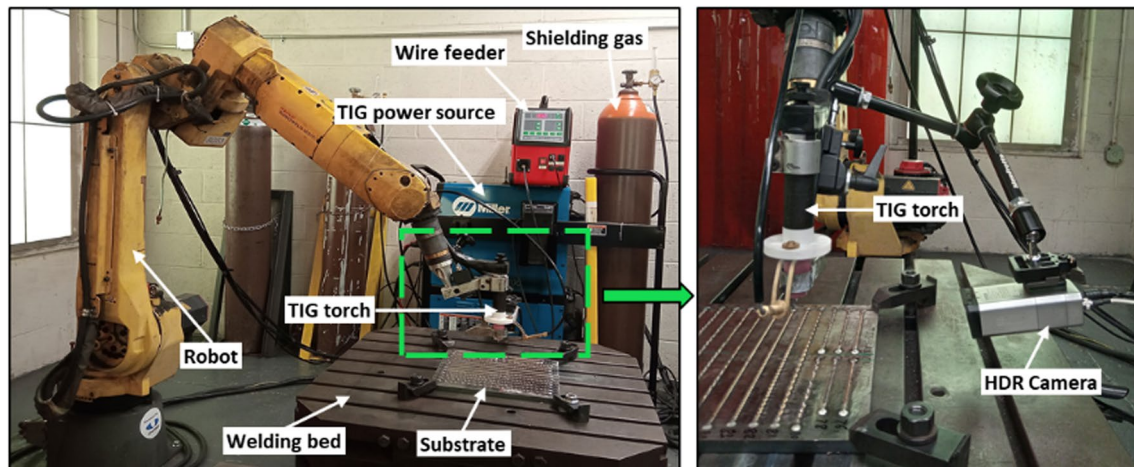 Shielding gas
Wire feeder
TIG power source
Miller
TIG torch
Robot
Welding bed
Substrate
TIG torch
HDR Camera